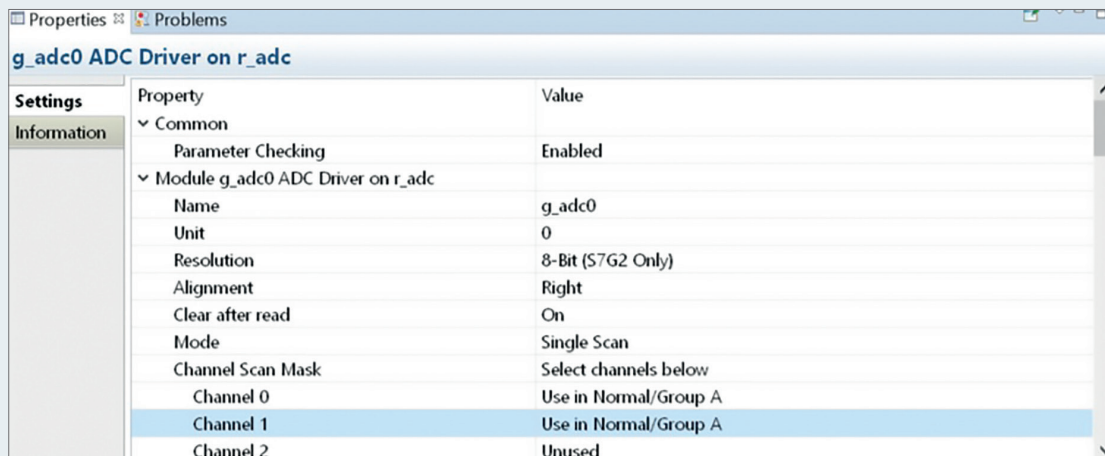 Properties Problems
g_adc0 ADC Driver on r_adc
Settings
Information
Property Value
Common
Parameter Checking Enabled
Module g_adc0 ADC Driver on r_adc
Name g_adc0
Unit 0
Resolution 8-Bit (S7G2 Only)
Alignment Right
Clear after read On
Mode Single Scan
Channel Scan Mask Select channels below
Channel 0 Use in Normal/Group A
Channel 1 Use in Normal/Group A
Channel 2 Unused